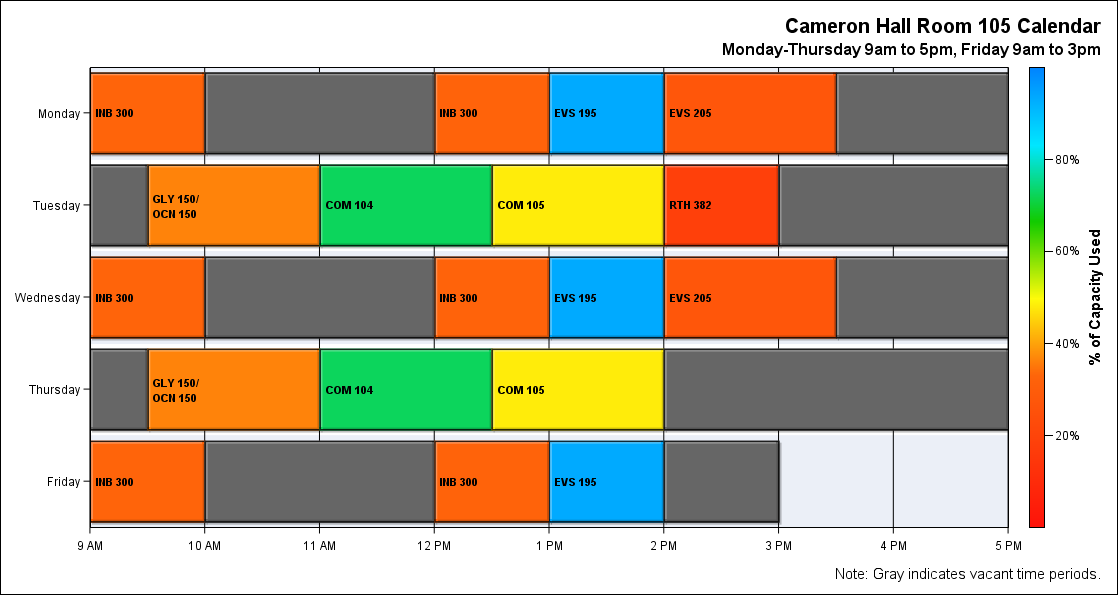 Cameron Hall Room 105 Calendar
Monday-Thursday 9am to 5pm, Friday 9am to 3pm
Monday
INB 300
INB 300
EVS 195
EVS 205
Tuesday
GLY 150/
OCN 150
COM 104
COM 105
RTH 382
Wednesday
INB 300
INB 300
EVS 195
EVS 205
Thursday
GLY 150/
OCN 150
COM 104
COM 105
Friday
INB 300
INB 300
EVS 195
9 AM
10 AM
11 AM
12 PM
1 PM
2 PM
3 PM
4 PM
5 PM
80%
60%
40%
20%
% of Capacity Used
Note: Gray indicates vacant time periods.